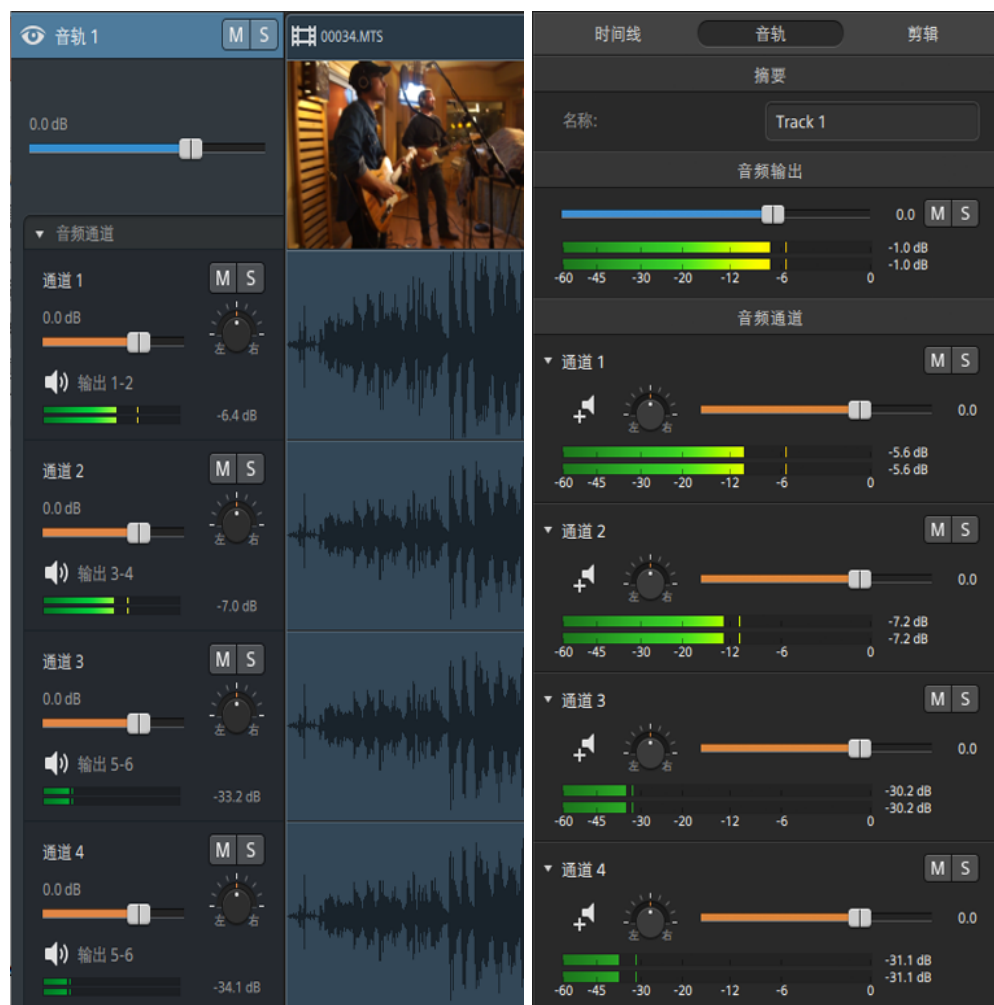 音轨 1
M S
00034.MTS
0.0 dB
音频通道
通道 1
M S
0.0 dB
左 右
输出 1-2
-6.4 dB
通道 2
M S
0.0 dB
左 右
输出 3-4
-7.0 dB
通道 3
M S
0.0 dB
左 右
输出 5-6
-33.2 dB
通道 4
M S
0.0 dB
左 右
输出 5-6
-34.1 dB
时间线 音轨 剪辑
摘要
名称: Track 1
音频输出
0.0 M S
-1.0 dB
-1.0 dB
-60 -45 -30 -20 -12 -6 0
音频通道
通道 1 M S
0.0
左 右
-5.6 dB
-5.6 dB
-60 -45 -30 -20 -12 -6 0
通道 2 M S
0.0
左 右
-7.2 dB
-7.2 dB
-60 -45 -30 -20 -12 -6 0
通道 3 M S
0.0
左 右
-30.2 dB
-30.2 dB
-60 -45 -30 -20 -12 -6 0
通道 4 M S
0.0
左 右
-31.1 dB
-31.1 dB
-60 -45 -30 -20 -12 -6 0